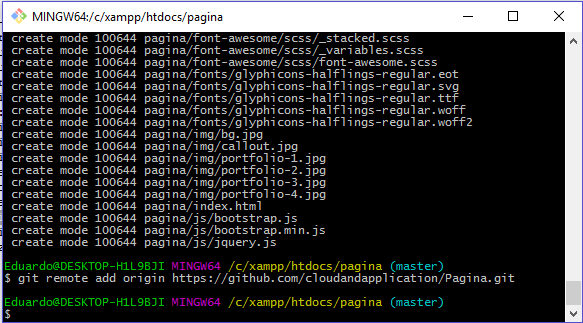 MINGW64:/c/xampp/htdocs/pagina
create mode 100644 pagina/font-awesome/scss/_stacked.scss
create mode 100644 pagina/font-awesome/scss/_variables.scss
create mode 100644 pagina/font-awesome/scss/font-awesome.scss
create mode 100644 pagina/fonts/glyphicons-halflings-regular.eot
create mode 100644 pagina/fonts/glyphicons-halflings-regular.svg
create mode 100644 pagina/fonts/glyphicons-halflings-regular.ttf
create mode 100644 pagina/fonts/glyphicons-halflings-regular.woff
create mode 100644 pagina/fonts/glyphicons-halflings-regular.woff2
create mode 100644 pagina/img/bg.jpg
create mode 100644 pagina/img/callout.jpg
create mode 100644 pagina/img/portfolio-1.jpg
create mode 100644 pagina/img/portfolio-2.jpg
create mode 100644 pagina/img/portfolio-3.jpg
create mode 100644 pagina/img/portfolio-4.jpg
create mode 100644 pagina/index.html
create mode 100644 pagina/js/bootstrap.js
create mode 100644 pagina/js/bootstrap.min.js
create mode 100644 pagina/js/jquery.js
Eduardo@DESKTOP-H1L9BJI MINGW64 /c/xampp/htdocs/pagina (master)
$ git remote add origin https://github.com/cloudandapplication/Pagina.git
Eduardo@DESKTOP-H1L9BJI MINGW64 /c/xampp/htdocs/pagina (master)
$